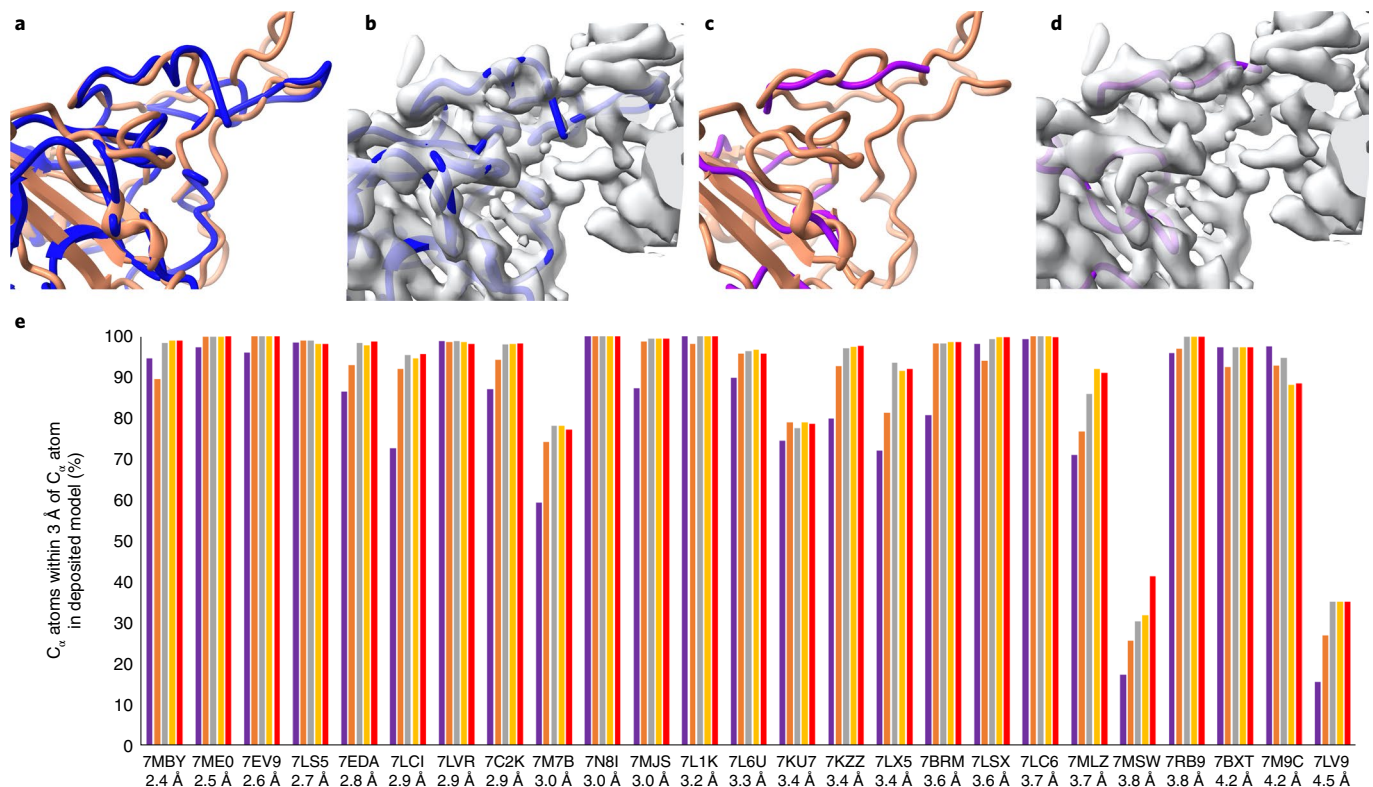 a
b
c
d
e
Cα atoms within 3 Å of Cα atom
in deposited model (%)
100
90
80
70
60
50
40
30
20
10
0
7MBY 7ME0 7EV9 7LS5 7EDA 7LCI 7LVR 7C2K 7M7B 7N8I 7MJS 7L1K 7L6U 7KU7 7KZZ 7LX5 7BRM 7LSX 7LC6 7MLZ 7MSW 7RB9 7BXT 7M9C 7LV9
2.4 Å 2.5 Å 2.6 Å 2.7 Å 2.8 Å 2.9 Å 2.9 Å 2.9 Å 3.0 Å 3.0 Å 3.0 Å 3.2 Å 3.3 Å 3.4 Å 3.4 Å 3.4 Å 3.6 Å 3.6 Å 3.7 Å 3.7 Å 3.8 Å 3.8 Å 4.2 Å 4.2 Å 4.5 Å